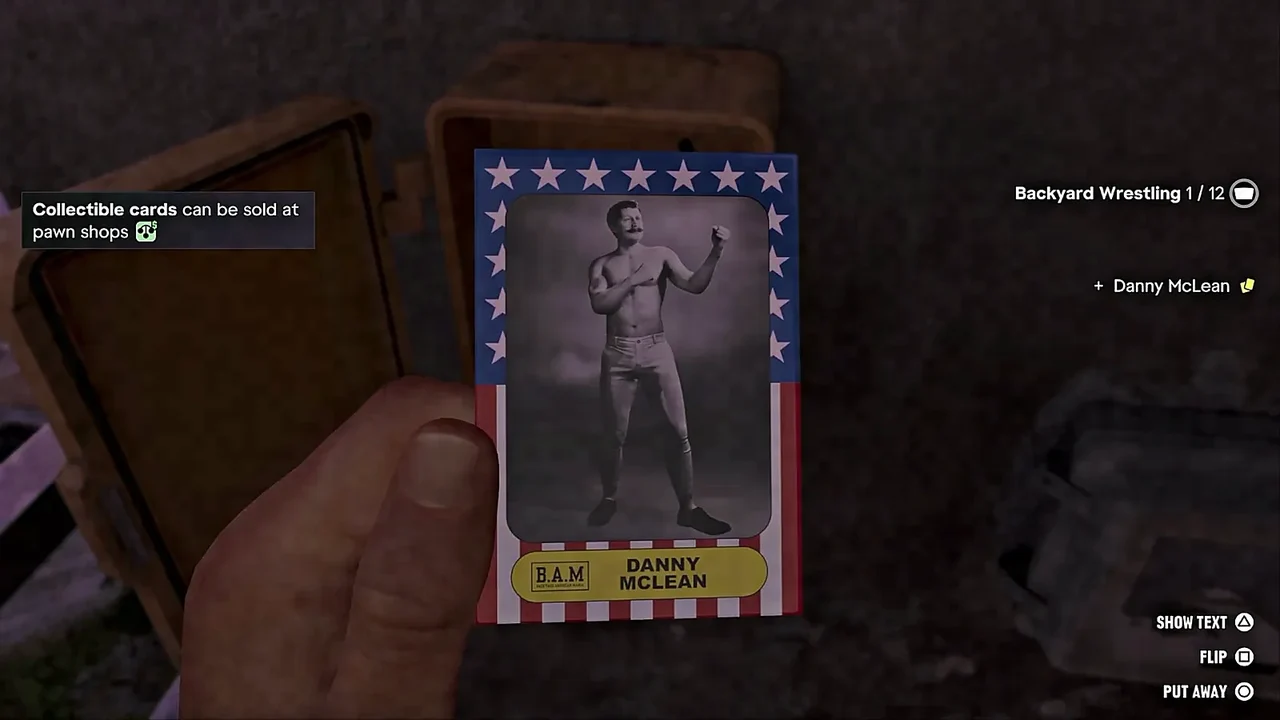 Collectible cards can be sold at
pawn shops
Backyard Wrestling 1 / 12
+ Danny McLean
B.A.M
DANNY
MCLEAN
SHOW TEXT
FLIP
PUT AWAY